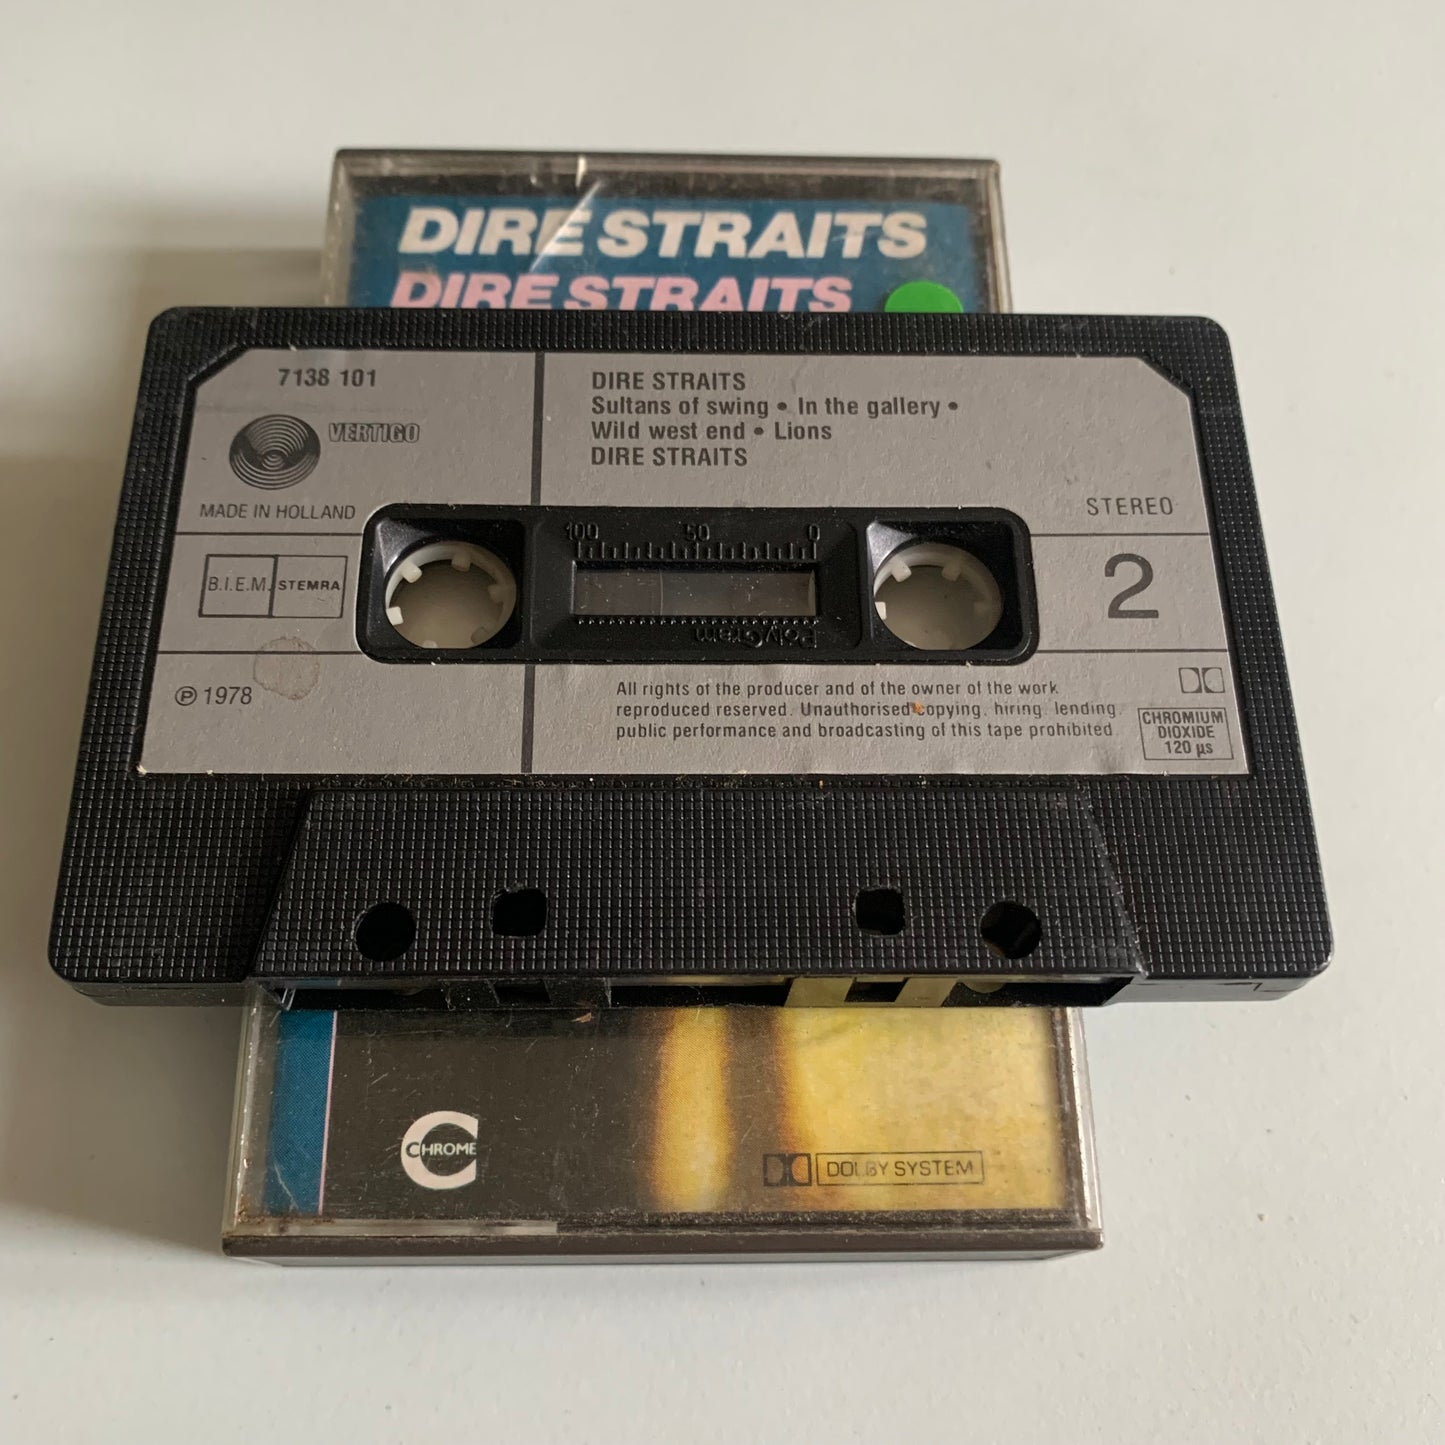 DIRE STRAITS
DIRE STRAITS
7138 101
VERTIGO
MADE IN HOLLAND
B.I.E.M. STEMRA
℗ 1978
DIRE STRAITS
Sultans of swing • In the gallery •
Wild west end • Lions
DIRE STRAITS
STEREO
2
100 50 0
PolyGram
All rights of the producer and of the owner of the work
reproduced reserved. Unauthorised copying, hiring, lending,
public performance and broadcasting of this tape prohibited.
CHROMIUM
DIOXIDE
120 µs
CHROME
DOLBY SYSTEM